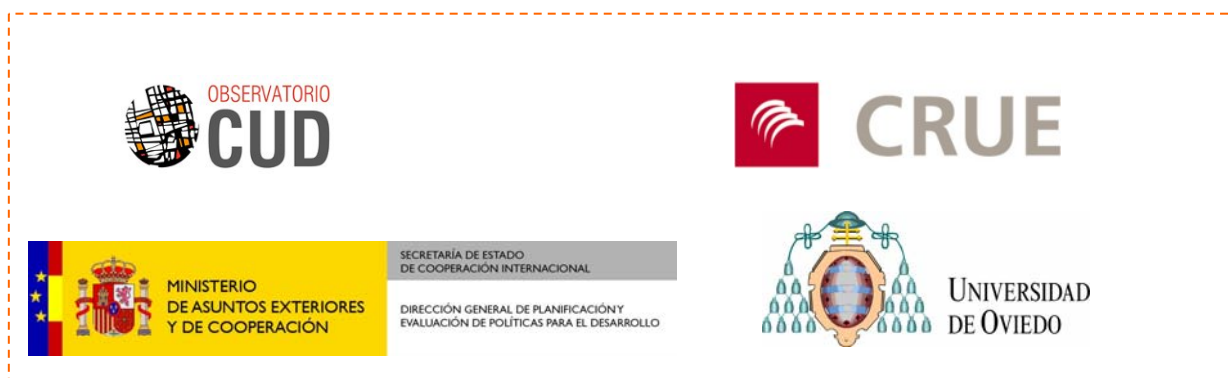 OBSERVATORIO
CUD
CRUE
MINISTERIO
DE ASUNTOS EXTERIORES
Y DE COOPERACIÓN
SECRETARÍA DE ESTADO
DE COOPERACIÓN INTERNACIONAL
DIRECCIÓN GENERAL DE PLANIFICACIÓN Y
EVALUACIÓN DE POLÍTICAS PARA EL DESARROLLO
UNIVERSIDAD
DE OVIEDO